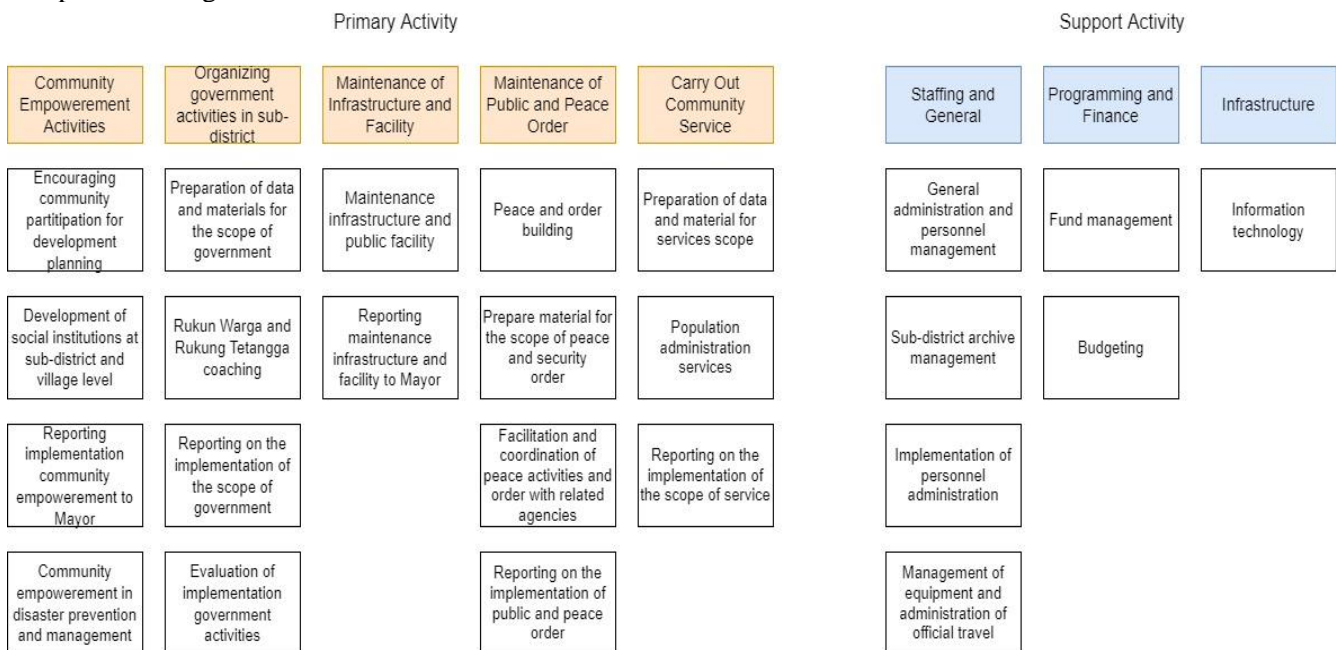 Primary Activity
Support Activity
Community
Empowerement
Activities
Encouraging
community
partitipation for
development
planning
Development of
social institutions at
sub-district and
village level
Reporting
implementation
community
empowerement to
Mayor
Community
empowerement in
disaster prevention
and management
Organizing
government
activities in sub-
district
Preparation of data
and materials for
the scope of
government
Rukun Warga and
Rukung Tetangga
coaching
Reporting on the
implementation of
the scope of
government
Evaluation of
implementation
government
activities
Maintenance of
Infrastructure and
Facility
Maintenance
infrastructure and
public facility
Reporting
maintenance
infrastructure and
facility to Mayor
Maintenance of
Public and Peace
Order
Peace and order
building
Prepare material for
the scope of peace
and security
order
Facilitation and
coordination of
peace activities and
order with related
agencies
Reporting on the
implementation of
public and peace
order
Carry Out
Community
Service
Preparation of data
and material for
services scope
Population
administration
services
Reporting on the
implementation of
the scope of service
Staffing and
General
General
administration and
personnel
management
Sub-district archive
management
Implementation of
personnel
administration
Management of
equipment and
administration of
official travel
Programming and
Finance
Fund management
Budgeting
Infrastructure
Information
technology